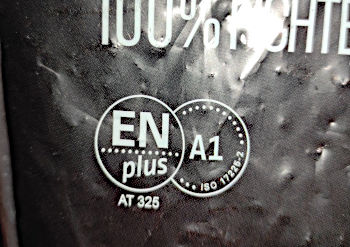 100% FICHTE
EN
plus
A1
ISO 17225-2
AT 325